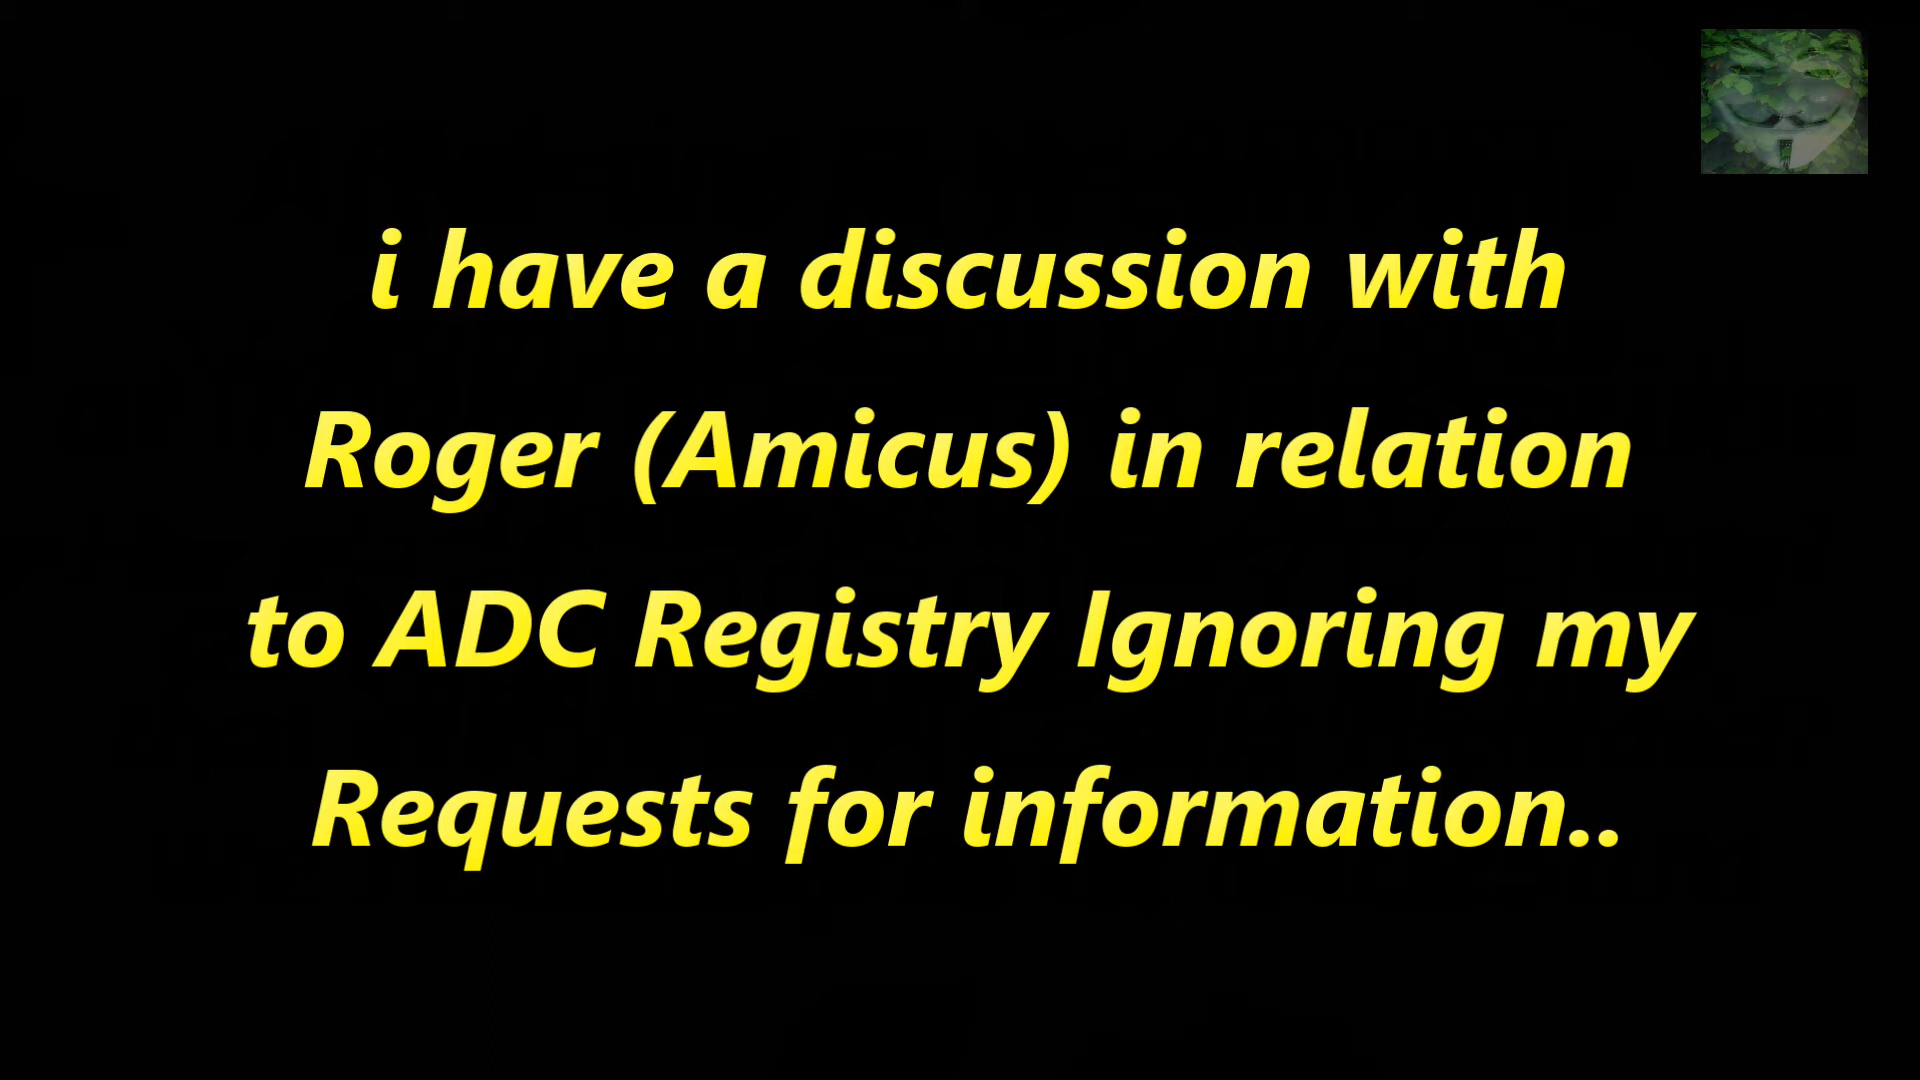 i have a discussion with
Roger (Amicus) in relation
to ADC Registry Ignoring my
Requests for information..